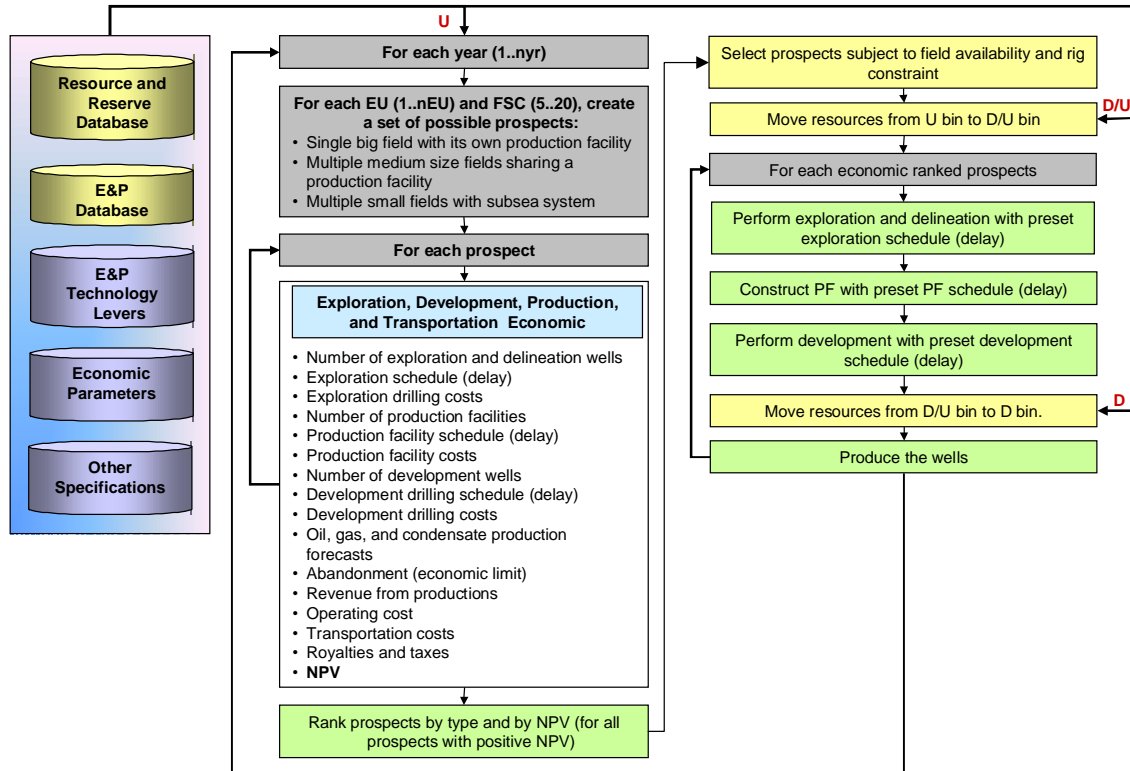 U
Resource and
Reserve
Database
E&P
Database
E&P
Technology
Levers
Economic
Parameters
Other
Specifications
For each year (1..nyr)
For each EU (1..nEU) and FSC (5..20), create
a set of possible prospects:
• Single big field with its own production facility
• Multiple medium size fields sharing a
production facility
• Multiple small fields with subsea system
For each prospect
Exploration, Development, Production,
and Transportation Economic
• Number of exploration and delineation wells
• Exploration schedule (delay)
• Exploration drilling costs
• Number of production facilities
• Production facility schedule (delay)
• Production facility costs
• Number of development wells
• Development drilling schedule (delay)
• Development drilling costs
• Oil, gas, and condensate production
forecasts
• Abandonment (economic limit)
• Revenue from productions
• Operating cost
• Transportation costs
• Royalties and taxes
• NPV
Rank prospects by type and by NPV (for all
prospects with positive NPV)
Select prospects subject to field availability and rig
constraint
D/U
Move resources from U bin to D/U bin
For each economic ranked prospects
Perform exploration and delineation with preset
exploration schedule (delay)
Construct PF with preset PF schedule (delay)
Perform development with preset development
schedule (delay)
D
Move resources from D/U bin to D bin.
Produce the wells